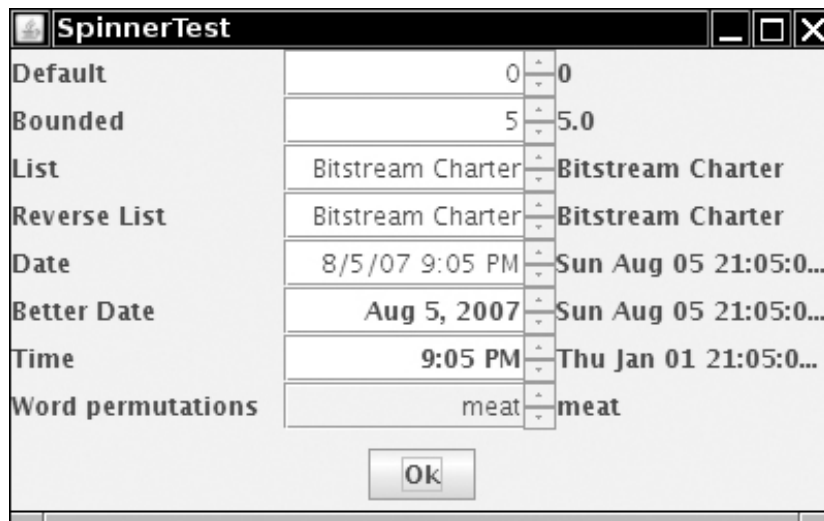 SpinnerTest
Default 0 0
Bounded 5 5.0
List Bitstream Charter Bitstream Charter
Reverse List Bitstream Charter Bitstream Charter
Date 8/5/07 9:05 PM Sun Aug 05 21:05:0...
Better Date Aug 5, 2007 Sun Aug 05 21:05:0...
Time 9:05 PM Thu Jan 01 21:05:0...
Word permutations meat meat
Ok